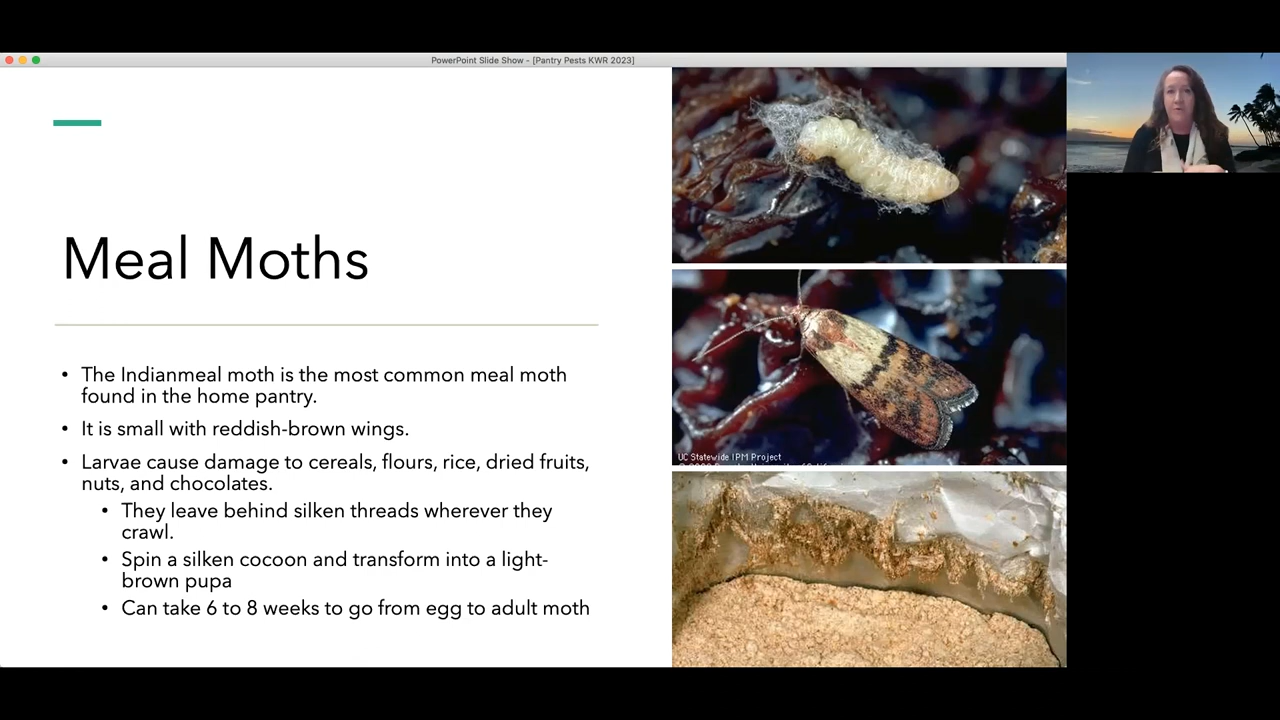 PowerPoint Slide Show - [Pantry Pests KWR 2023]
Meal Moths
• The Indianmeal moth is the most common meal moth
found in the home pantry.
• It is small with reddish-brown wings.
• Larvae cause damage to cereals, flours, rice, dried fruits,
nuts, and chocolates.
• They leave behind silken threads wherever they
crawl.
• Spin a silken cocoon and transform into a light-
brown pupa
• Can take 6 to 8 weeks to go from egg to adult moth
UC Statewide IPM Project